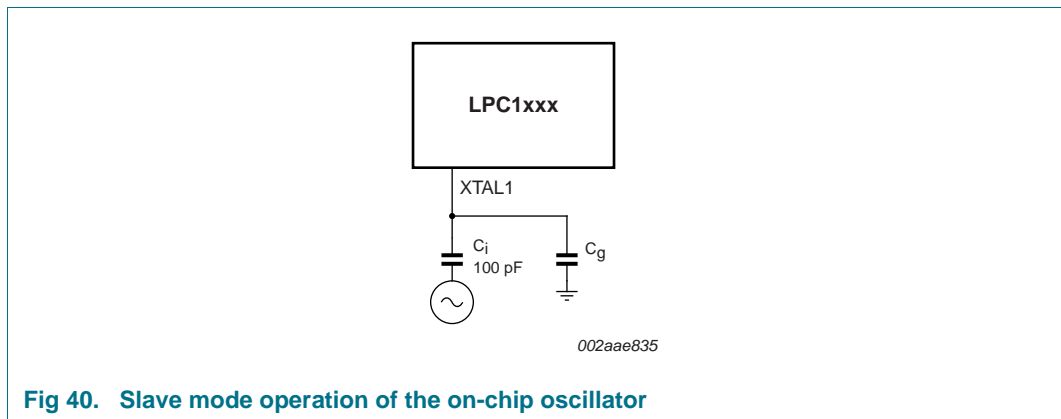 LPC1xxx
XTAL1
Ci
100 pF
Cg
002aae835
Fig 40. Slave mode operation of the on-chip oscillator